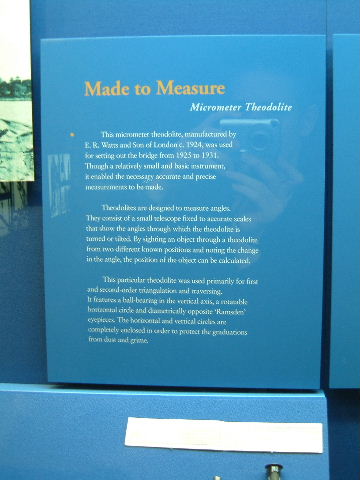 Made to Measure
Micrometer Theodolite
This micrometer theodolite, manufactured by
E. R. Watts and Son of London c. 1924, was used
for setting out the bridge from 1923 to 1931.
Though a relatively small and basic instrument,
it enabled the necessary accurate and precise
measurements to be made.
Theodolites are designed to measure angles.
They consist of a small telescope fixed to accurate scales
that show the angles through which the theodolite is
turned or tilted. By sighting an object through a theodolite
from two different known positions and noting the change
in the angle, the position of the object can be calculated.
This particular theodolite was used primarily for first
and second-order triangulation and traversing.
It features a ball-bearing in the vertical axis, a rotatable
horizontal circle and diametrically opposite 'Ramsden'
eyepieces. The horizontal and vertical circles are
completely enclosed in order to protect the graduations
from dust and grime.